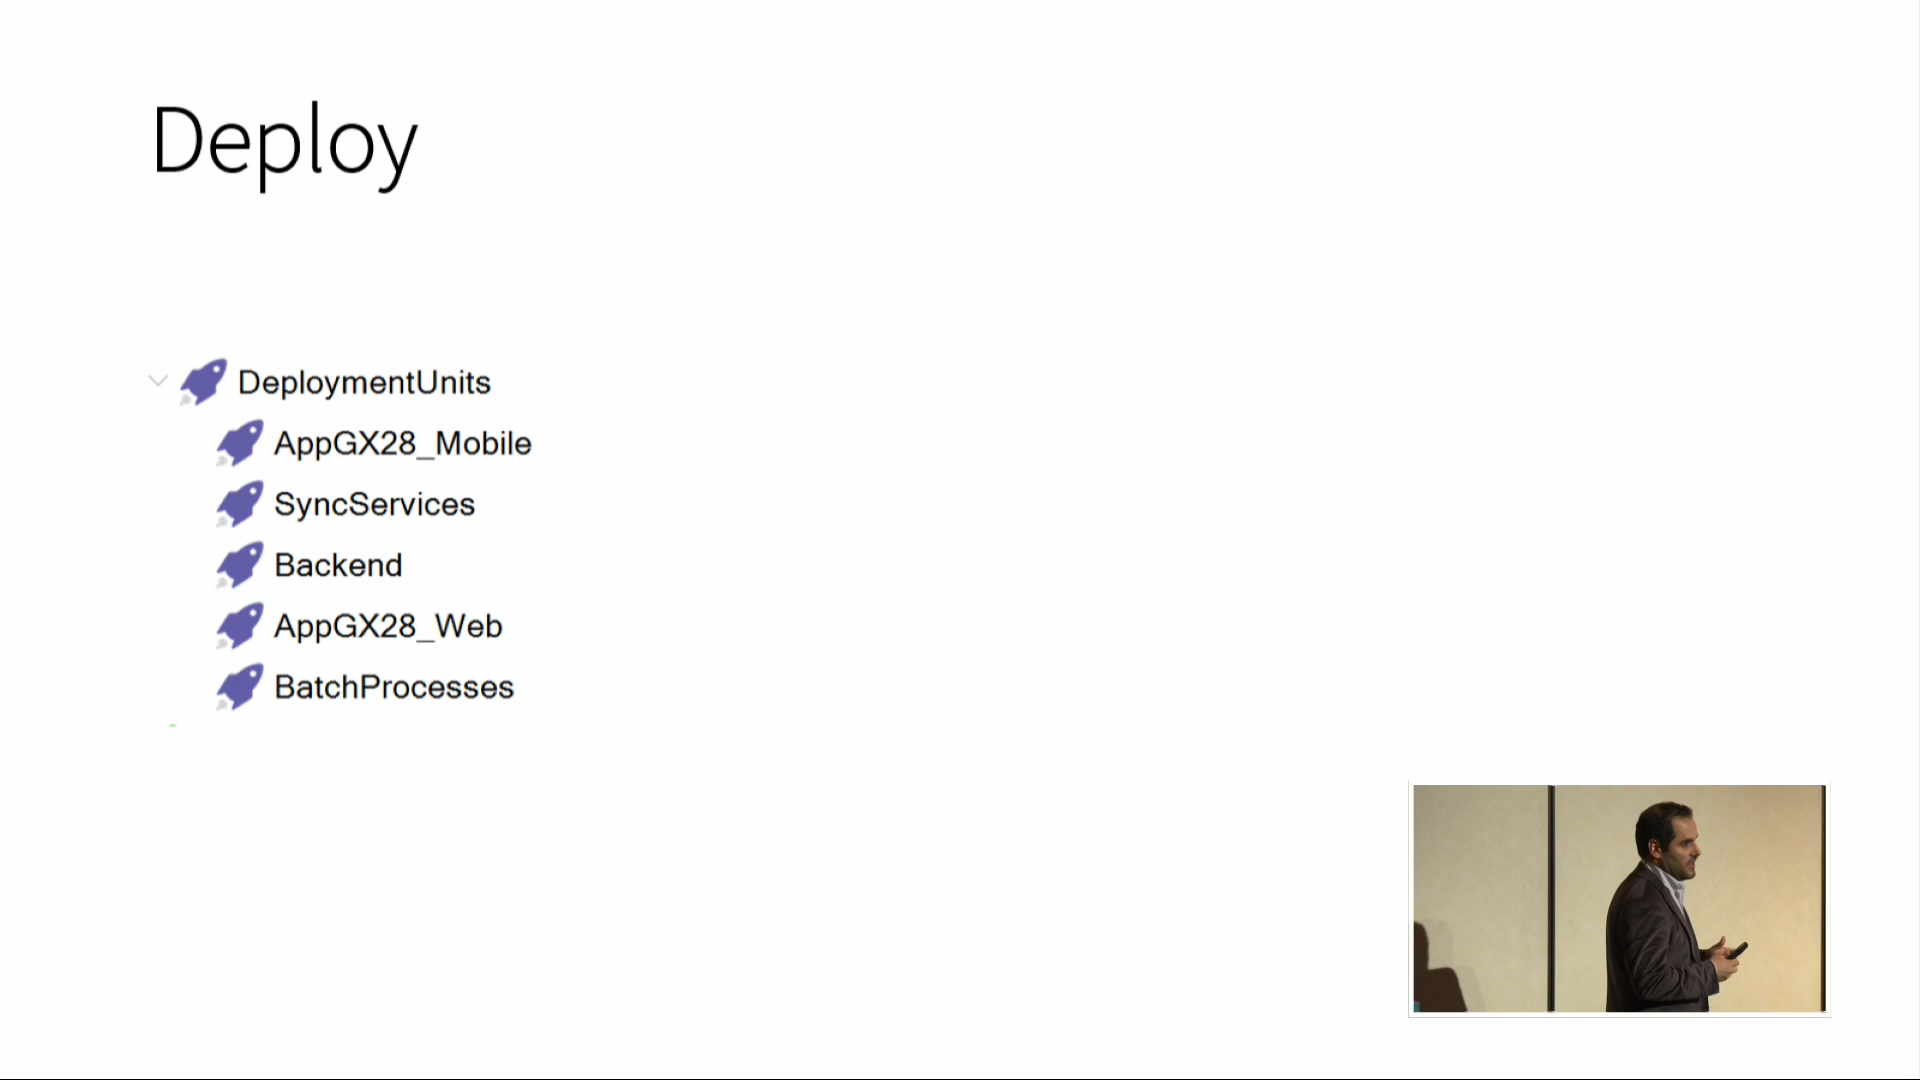 Deploy
DeploymentUnits
AppGX28_Mobile
SyncServices
Backend
AppGX28_Web
BatchProcesses